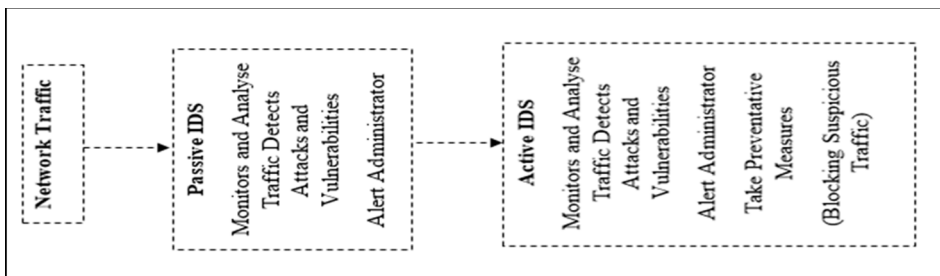 Network Traffic
Passive IDS
Monitors and Analyse
Traffic Detects
Attacks and
Vulnerabilities
Alert Administrator
Active IDS
Monitors and Analyse
Traffic Detects
Attacks and
Vulnerabilities
Alert Administrator
Take Preventative
Measures
(Blocking Suspicious
Traffic)